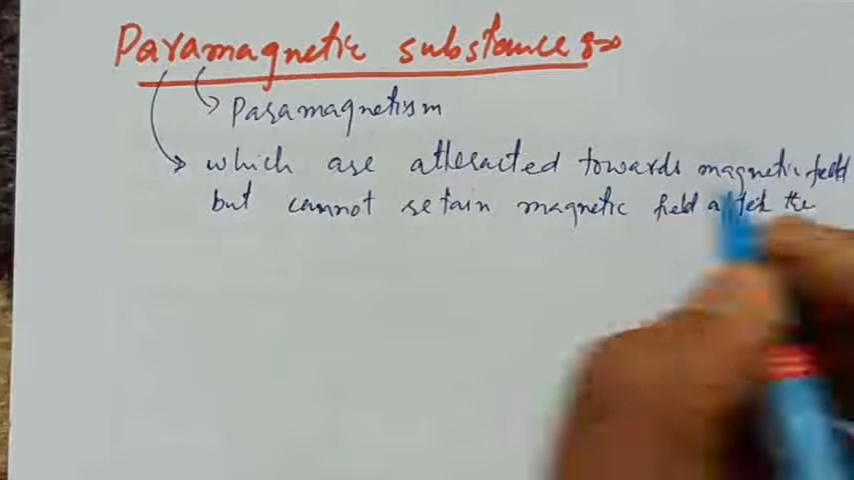 Paramagnetic substance :-
Paramagnetism
which are attracted towards magnetic field
but cannot retain magnetic field after the